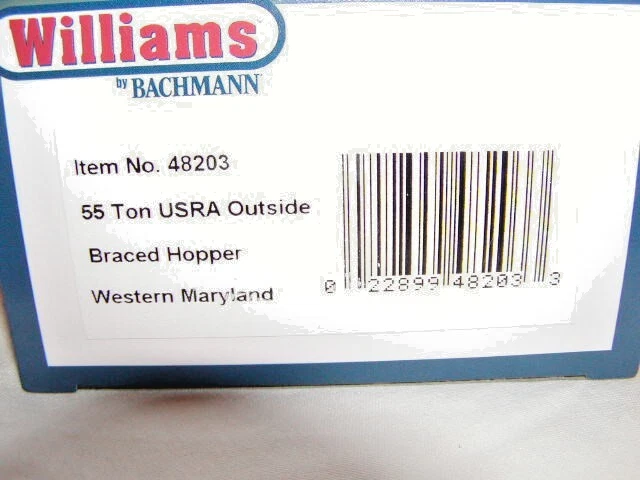 Williams
by BACHMANN
Item No. 48203
55 Ton USRA Outside
Braced Hopper
Western Maryland
0 22899 48203 3